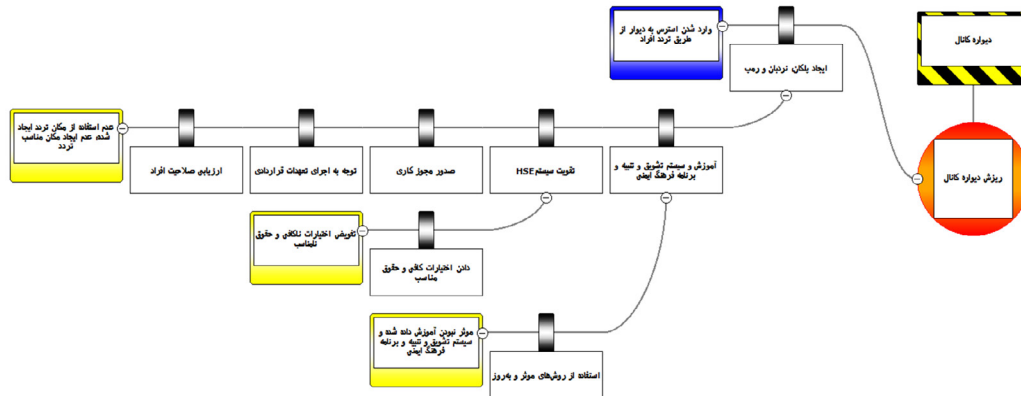 وارد شدن استرس به دیوار از
طریق تردد افراد
ایجاد پلکان، نردبان و رمپ
دیواره کانال
ریزش دیواره کانال
عدم استفاده از مکان تردد ایجاد
شده، عدم ایجاد مکان مناسب
تردد
ارزیابی صلاحیت افراد
توجه به اجرای تعهدات قراردادی
صدور مجوز کاری
تقویت سیستم HSE
آموزش و سیستم تشویق و تنبیه و
برنامه فرهنگ ایمنی
تفویض اختیارات ناکافی و حقوق
نامناسب
دادن اختیارات کافی و حقوق
مناسب
موثر نبودن آموزش داده شده و
سیستم تشویق و تنبیه و برنامه
فرهنگ ایمنی
استفاده از روش‌های موثر و به‌روز